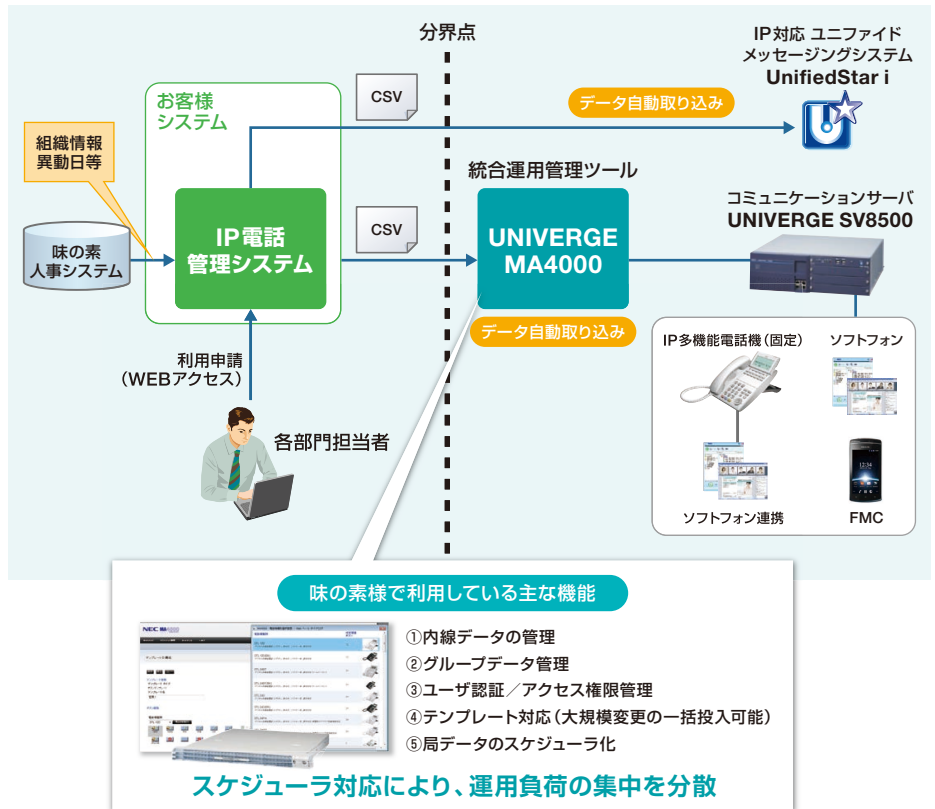 分界点
IP対応 ユニファイド
メッセージングシステム
UnifiedStar i
CSV
データ自動取り込み
お客様
システム
組織情報
異動日等
統合運用管理ツール
コミュニケーションサーバ
UNIVERGE SV8500
味の素
人事システム
IP電話
管理システム
CSV
UNIVERGE
MA4000
データ自動取り込み
IP多機能電話機(固定)
ソフトフォン
利用申請
(WEBアクセス)
各部門担当者
12:34
ソフトフォン連携
FMC
味の素様で利用している主な機能
NEC
①内線データの管理
②グループデータ管理
③ユーザ認証/アクセス権限管理
④テンプレート対応(大規模変更の一括投入可能)
⑤局データのスケジューラ化
スケジューラ対応により、運用負荷の集中を分散